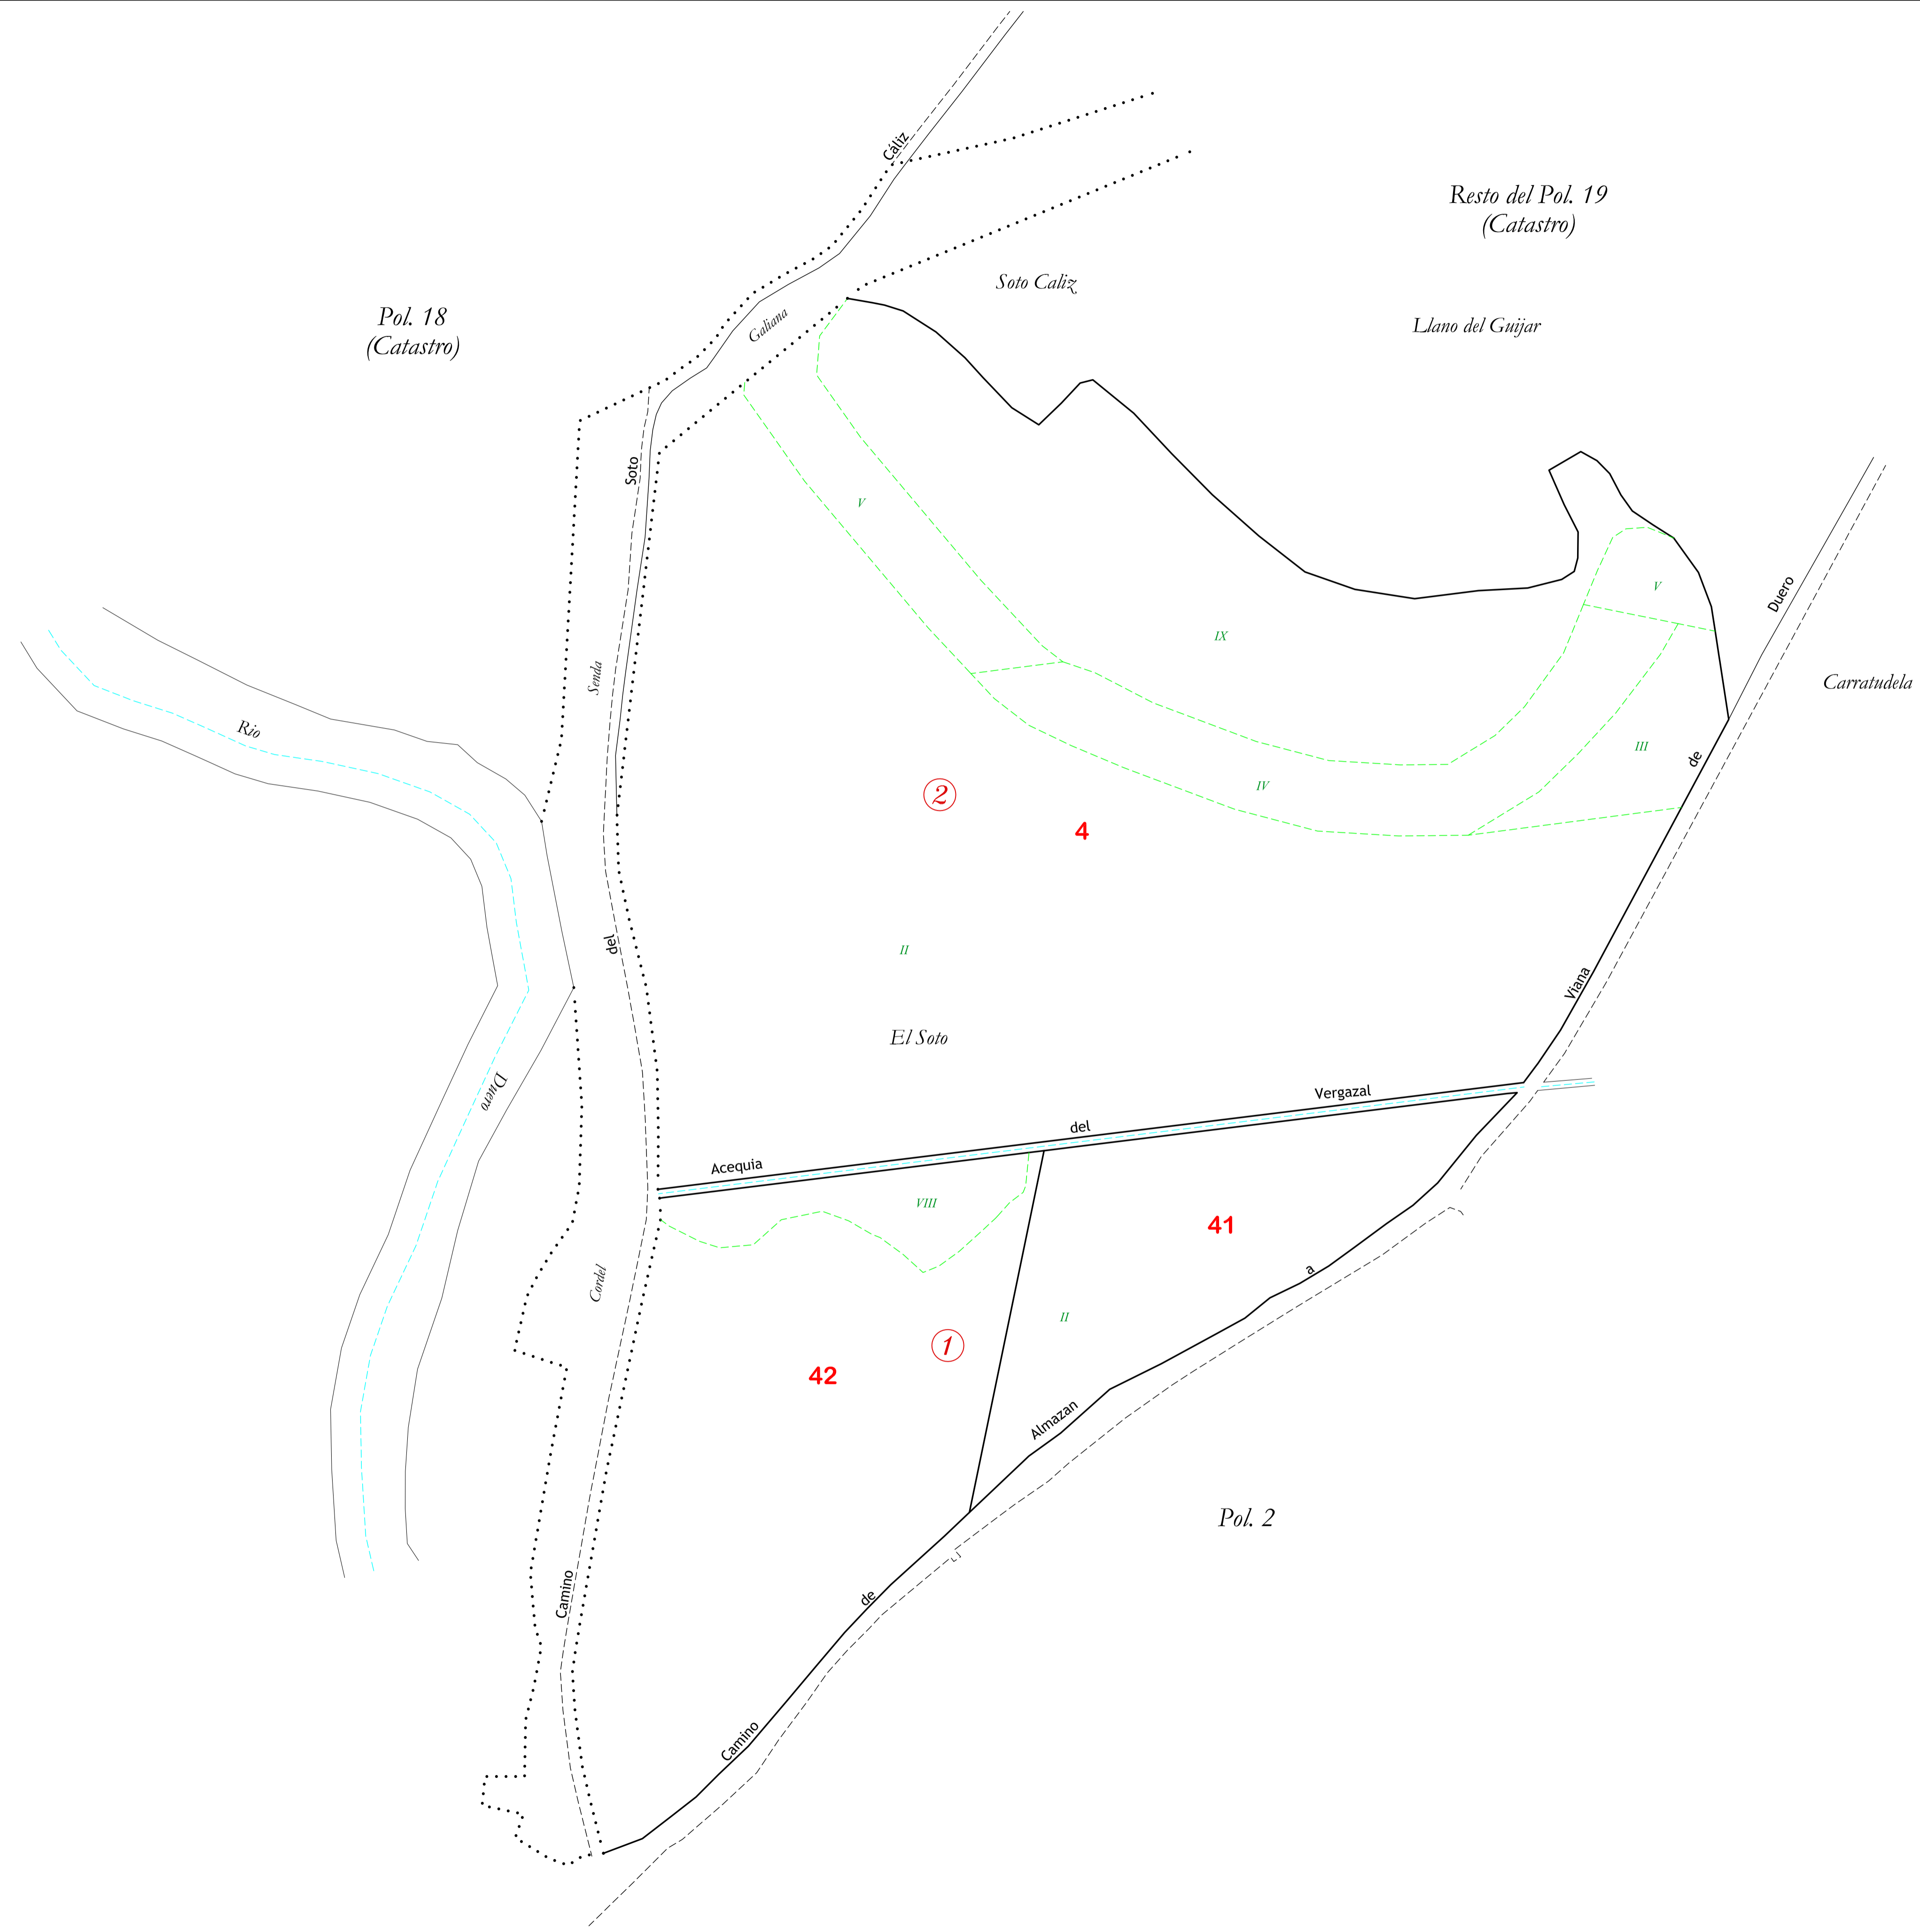 Cáliz
Resto del Pol. 19
(Catastro)
Soto Caliz
Pol. 18
(Catastro)
Galiana
Llano del Guijar
Soto
V
Duero
V
IX
Senda
Carratudela
Rio
III
de
IV
2
4
del
II
Viana
El Soto
Duero
Vergazal
del
Acequia
VIII
41
a
Cordel
II
1
42
Almazan
Pol. 2
Camino
de
Camino